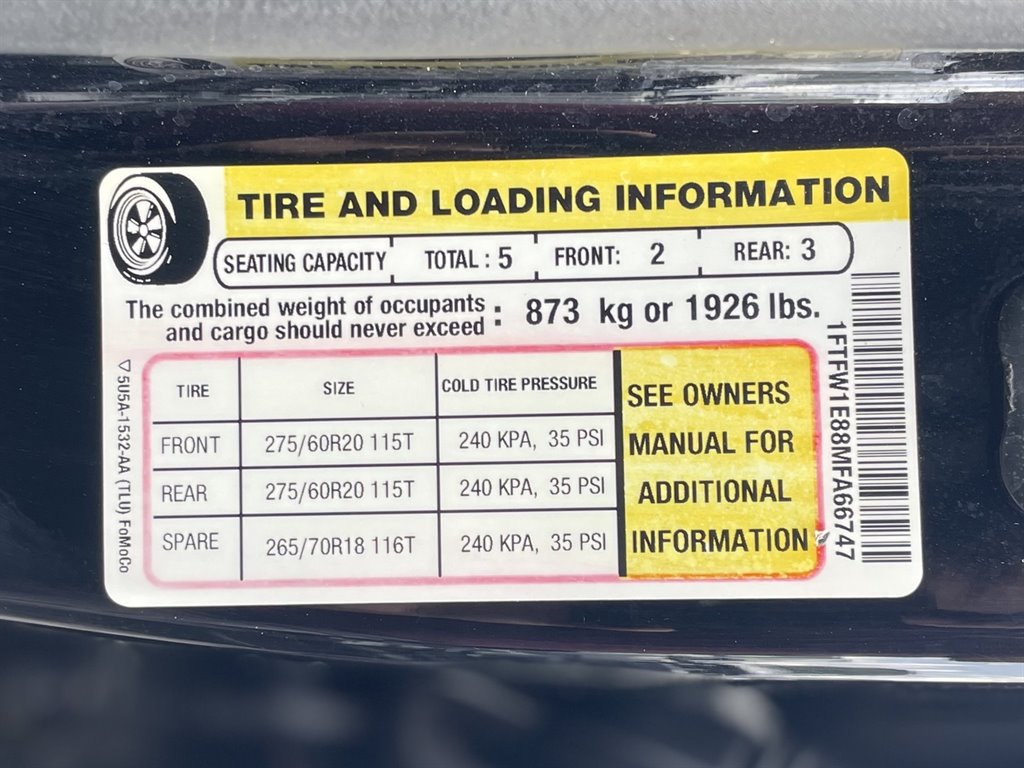 TIRE AND LOADING INFORMATION
SEATING CAPACITY TOTAL : 5 FRONT: 2 REAR: 3
The combined weight of occupants
and cargo should never exceed : 873 kg or 1926 lbs.
TIRE SIZE COLD TIRE PRESSURE
FRONT 275/60R20 115T 240 KPA, 35 PSI
REAR 275/60R20 115T 240 KPA, 35 PSI
SPARE 265/70R18 116T 240 KPA, 35 PSI
SEE OWNERS
MANUAL FOR
ADDITIONAL
INFORMATION
5U5A-1532-AA (TLU) FoMoCo
1FTFW1E88MFA66747